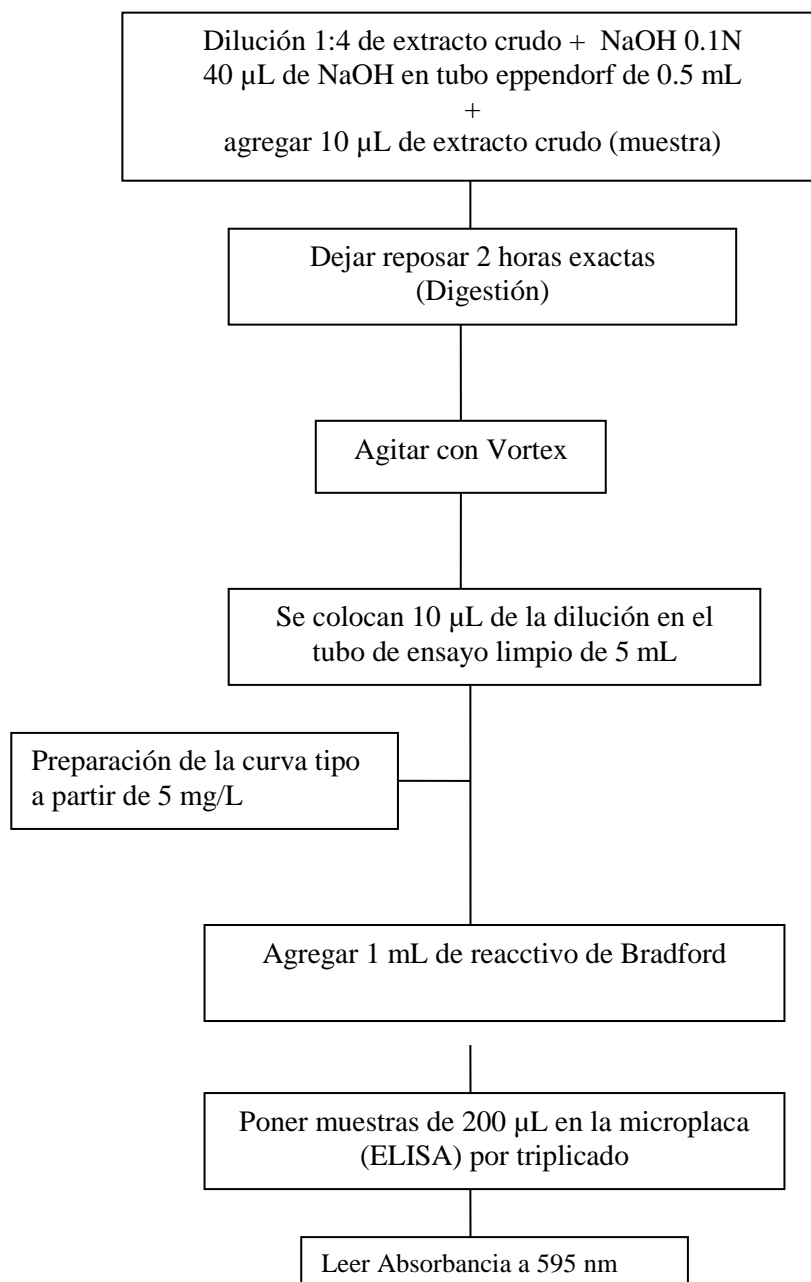 Dilución 1:4 de extracto crudo + NaOH 0.1N
40 µL de NaOH en tubo eppendorf de 0.5 mL
+
agregar 10 µL de extracto crudo (muestra)
Dejar reposar 2 horas exactas
(Digestión)
Agitar con Vortex
Se colocan 10 µL de la dilución en el
tubo de ensayo limpio de 5 mL
Preparación de la curva tipo
a partir de 5 mg/L
Agregar 1 mL de reacctivo de Bradford
Poner muestras de 200 µL en la microplaca
(ELISA) por triplicado
Leer Absorbancia a 595 nm